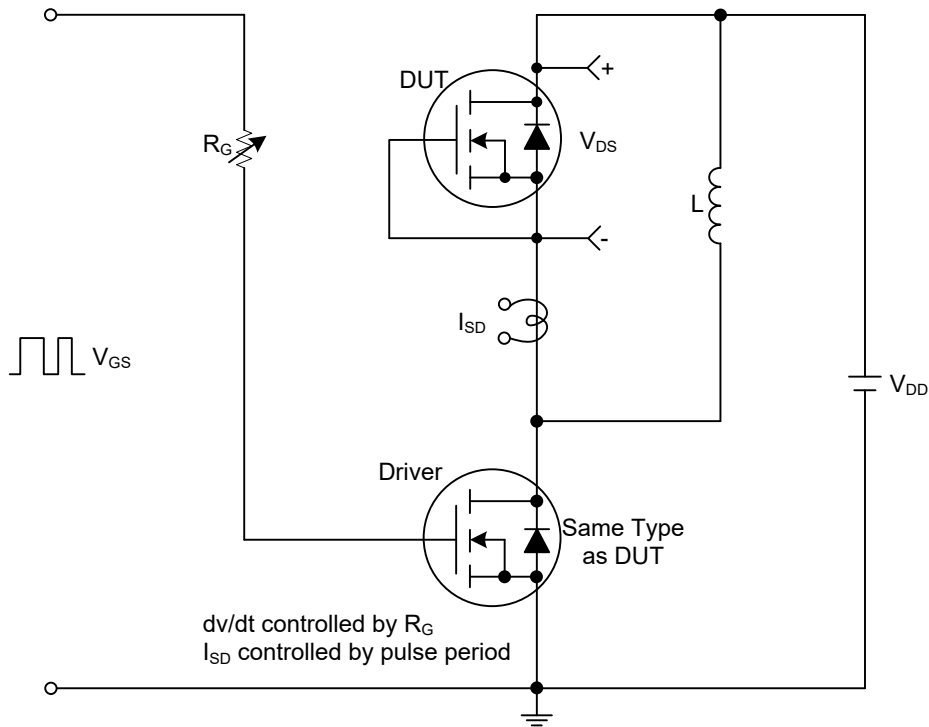 DUT
+
R_G
V_DS
L
-
I_SD
V_GS
V_DD
Driver
Same Type
as DUT
dv/dt controlled by R_G
I_SD controlled by pulse period